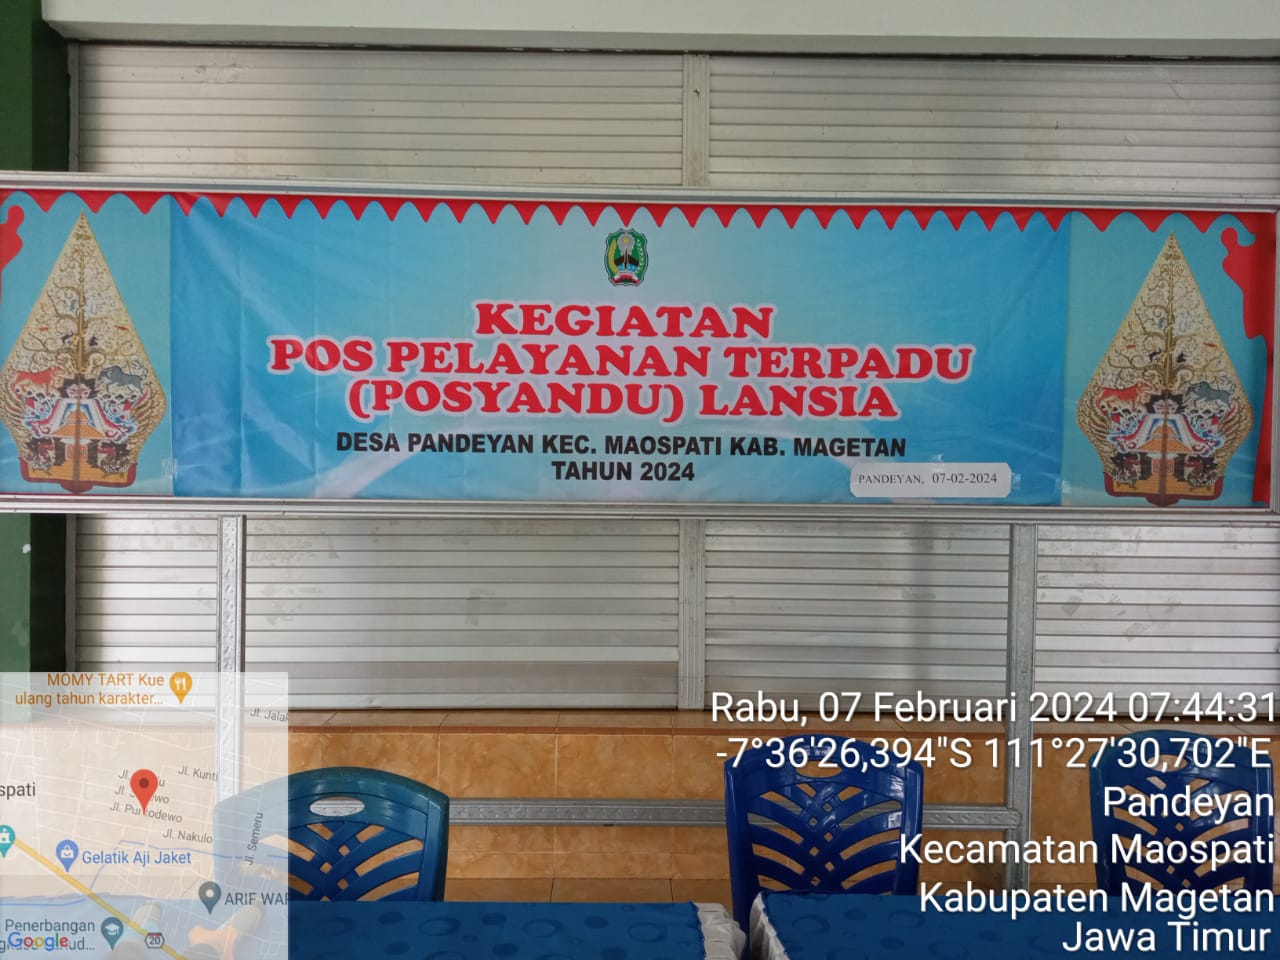 KEGIATAN
POS PELAYANAN TERPADU
(POSYANDU) LANSIA
DESA PANDEYAN KEC. MAOSPATI KAB. MAGETAN
TAHUN 2024
PANDEYAN, 07-02-2024
MOMY TART Kue
ulang tahun karakter...
Jl. Kunti
Jl. Nakulo
Jl. Semeru
Gelatik Aji Jaket
Penerbangan
20
Google
Rabu, 07 Februari 2024 07:44:31
-7°36'26,394"S 111°27'30,702"E
Pandeyan
Kecamatan Maospati
Kabupaten Magetan
Jawa Timur